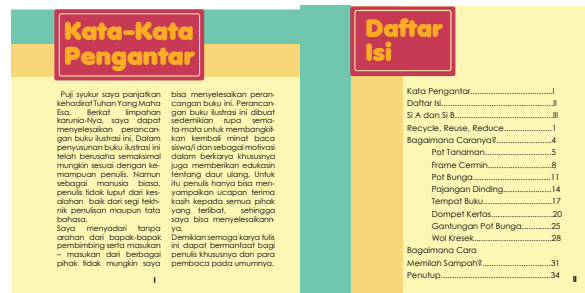 Kata-Kata
Pengantar
Puji syukur saya panjatkan
kehadirat Tuhan Yang Maha
Esa. Berkat limpahan
karunia-Nya, saya dapat
menyelesaikan perancan-
gan buku ilustrasi ini. Dalam
penyusunan buku ilustrasi ini
telah berusaha semaksimal
mungkin sesuai dengan ke-
mampuan penulis. Namun
sebagai manusia biasa,
penulis tidak luput dari kes-
alahan baik dari segi tekh-
nik penulisan maupun tata
bahasa.
Saya menyadari tanpa
arahan dari bapak-bapak
pembimbing serta masukan
– masukan dari berbagai
pihak tidak mungkin saya
bisa menyelesaikan peran-
cangan buku ini. Perancan-
gan buku ilustrasi ini dibuat
sedemikian rupa sema-
ta-mata untuk membangkit-
kan kembali minat baca
siswa/i dan sebagai motivasi
dalam berkarya khususnya
juga memberikan edukasin
tentang daur ulang. Untuk
itu penulis hanya bisa men-
yampaikan ucapan terima
kasih kepada semua pihak
yang terlibat, sehingga
saya bisa menyelesaikann-
ya.
Demikian semoga karya tulis
ini dapat bermanfaat bagi
penulis khususnya dan para
pembaca pada umumnya.
I
Daftar
Isi
Kata Pengantar..............................I
Daftar Isi.........................................II
Si A dan Si B...................................III
Recycle, Reuse, Reduce..................1
Bagaimana Caranya?....................4
Pot Tanaman..........................5
Frame Cermin.........................8
Pot Bunga..............................11
Pajangan Dinding..................14
Tempat Buku..........................17
Dompet Kertas.......................20
Gantungan Pot Bunga...........25
Wol Kresek.............................28
Bagaimana Cara
Memilah Sampah?........................31
Penutup.........................................34
II